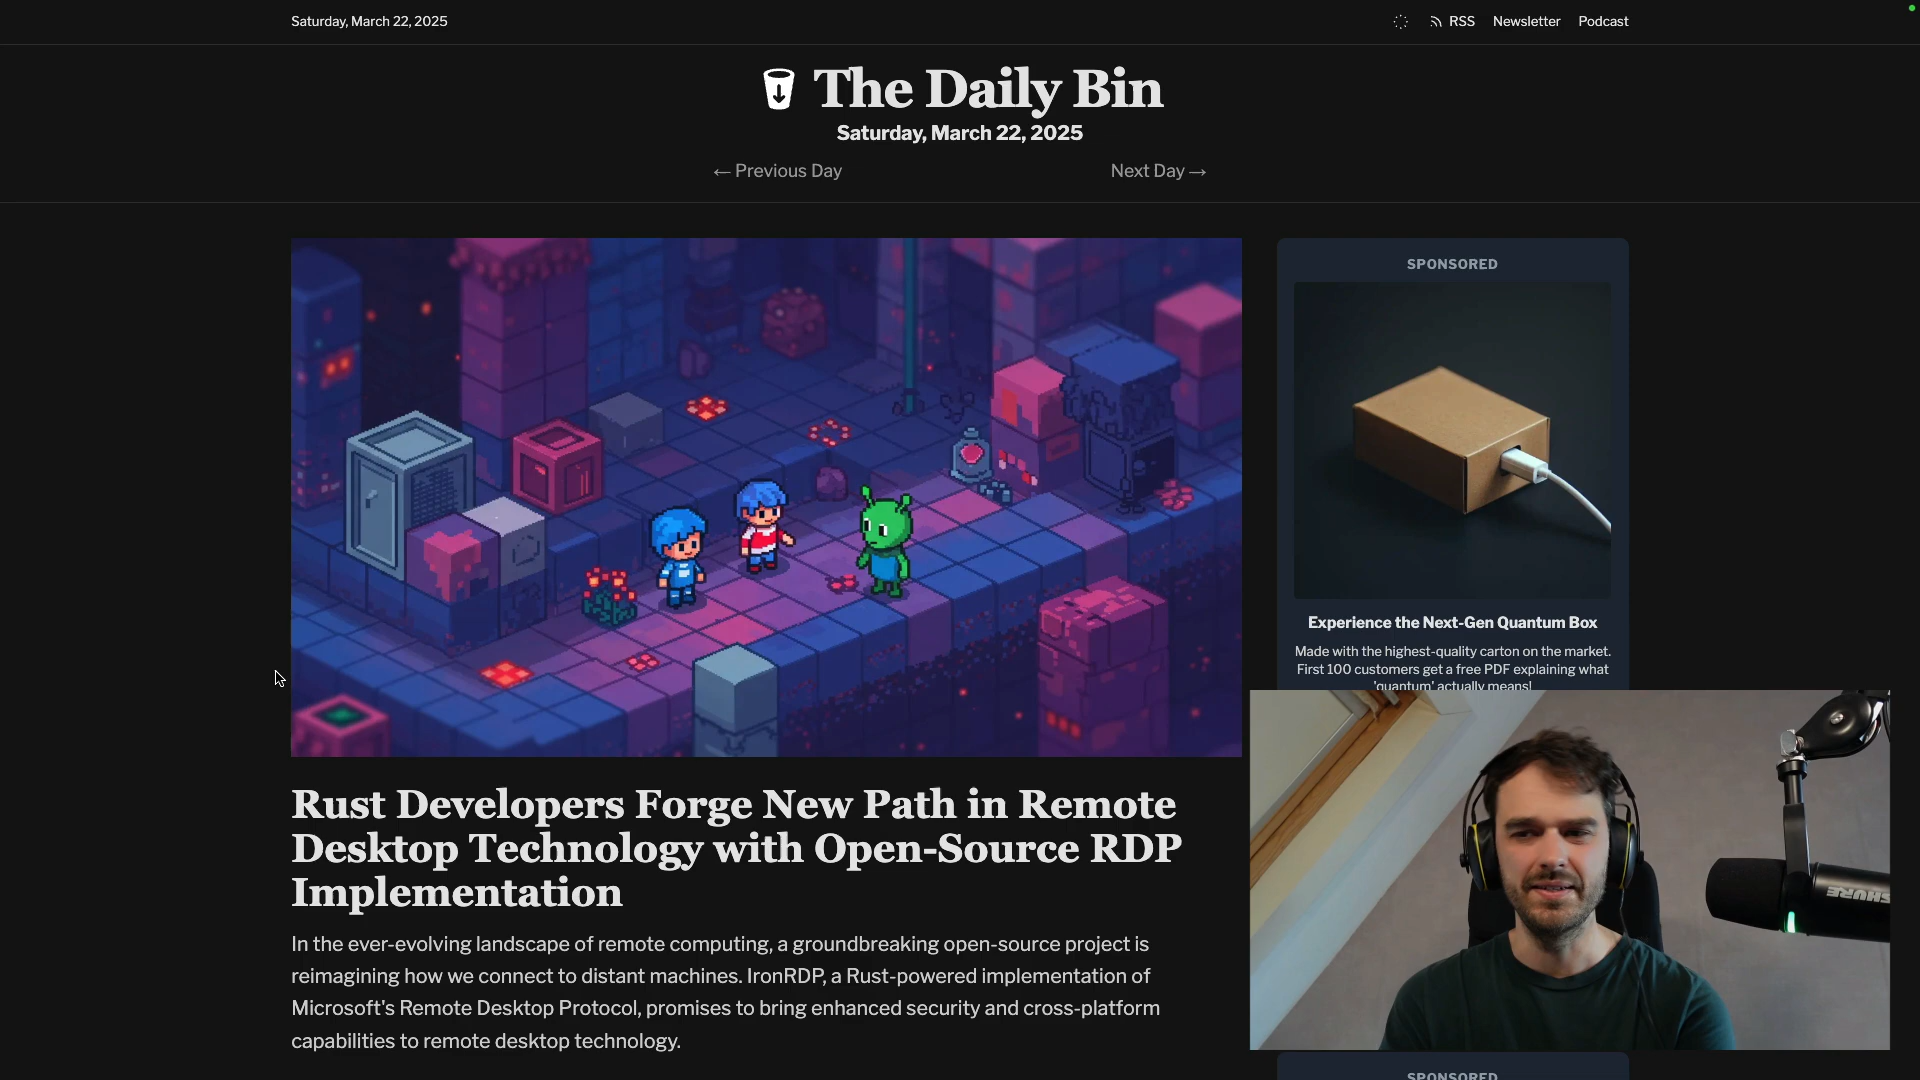 Saturday, March 22, 2025
RSS Newsletter Podcast
The Daily Bin
Saturday, March 22, 2025
← Previous Day
Next Day →
SPONSORED
Experience the Next-Gen Quantum Box
Made with the highest-quality carton on the market.
First 100 customers get a free PDF explaining what
'quantum' actually means!
Rust Developers Forge New Path in Remote
Desktop Technology with Open-Source RDP
Implementation
In the ever-evolving landscape of remote computing, a groundbreaking open-source project is
reimagining how we connect to distant machines. IronRDP, a Rust-powered implementation of
Microsoft's Remote Desktop Protocol, promises to bring enhanced security and cross-platform
capabilities to remote desktop technology.
SHURE
SPONSORED